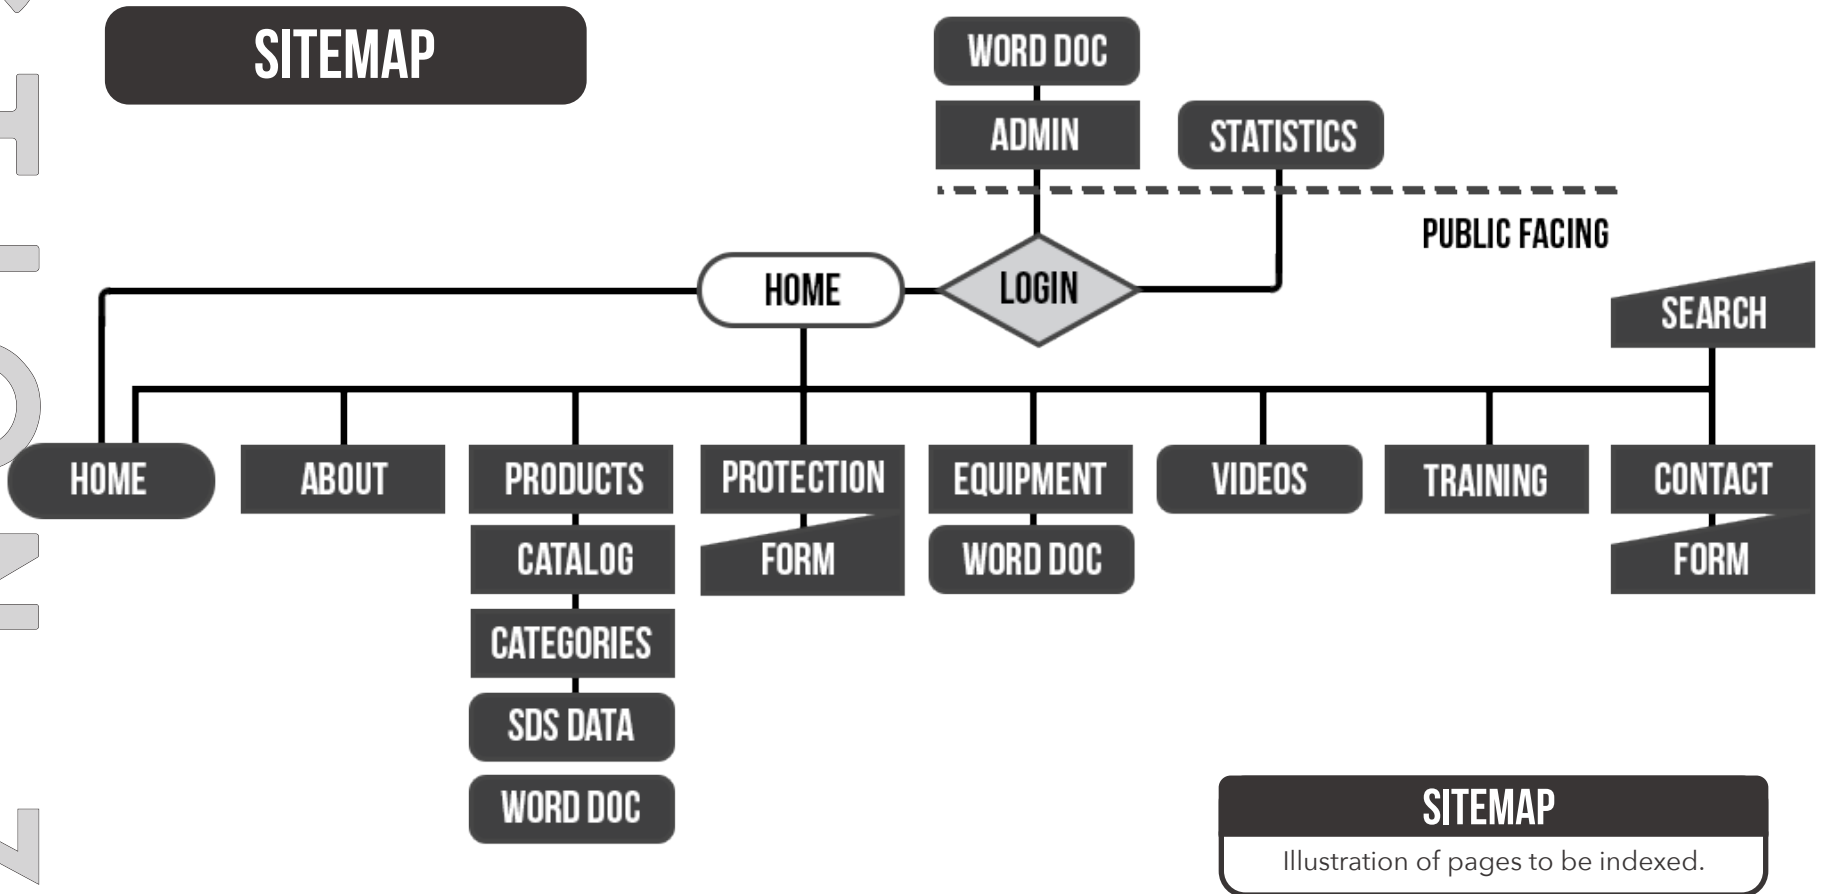 SITEMAP
WORD DOC
ADMIN
STATISTICS
PUBLIC FACING
HOME
LOGIN
SEARCH
HOME
ABOUT
PRODUCTS
PROTECTION
EQUIPMENT
VIDEOS
TRAINING
CONTACT
CATALOG
FORM
WORD DOC
FORM
CATEGORIES
SDS DATA
WORD DOC
SITEMAP
Illustration of pages to be indexed.